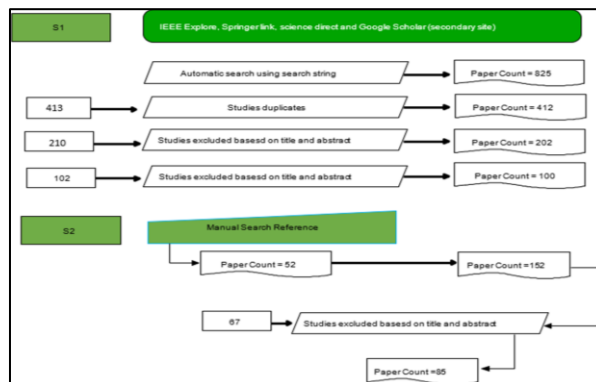 S1
IEEE Explore, Springer link, science direct and Google Scholar (secondary site)
Automatic search using search string
Paper Count = 825
413
Studies duplicates
Paper Count = 412
210
Studies excluded basesd on title and abstract
Paper Count = 202
102
Studies excluded basesd on title and abstract
Paper Count = 100
S2
Manual Search Reference
Paper Count = 52
Paper Count =152
67
Studies excluded basesd on title and abstract
Paper Count =85